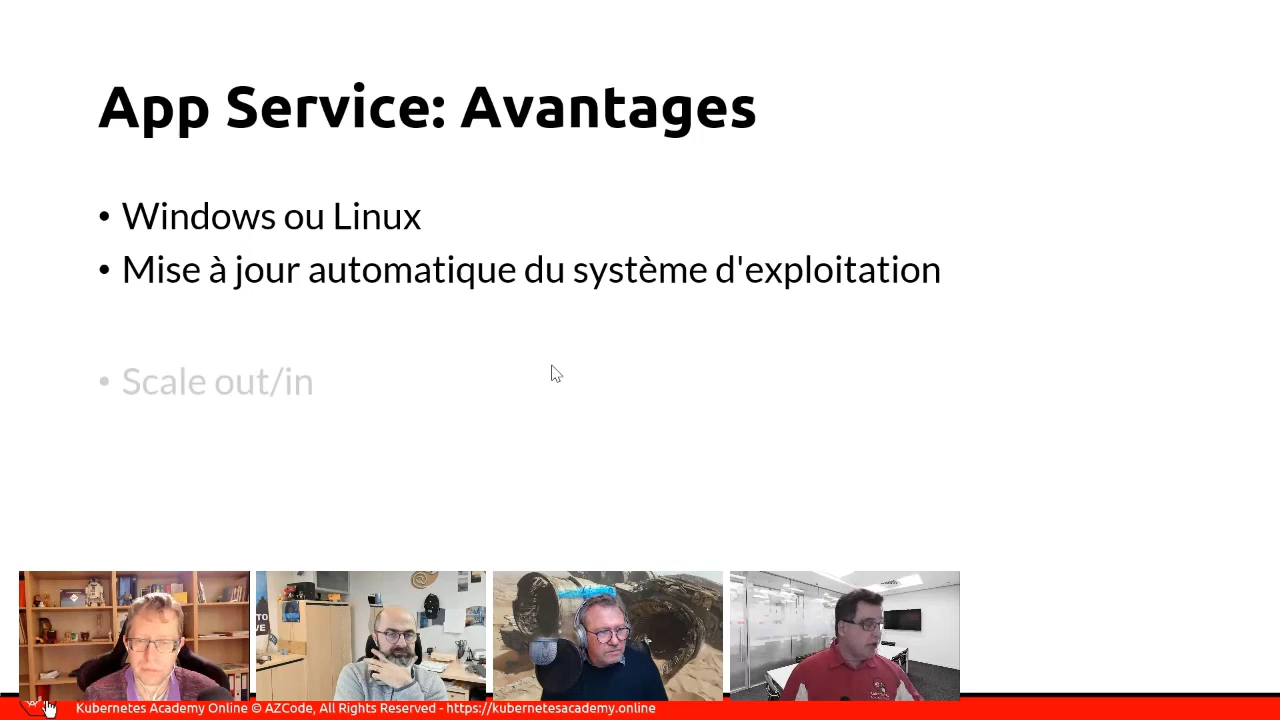 App Service: Avantages
• Windows ou Linux
• Mise à jour automatique du système d'exploitation
• Scale out/in
Kubernetes Academy Online © AZCode, All Rights Reserved - https://kubernetesacademy.online